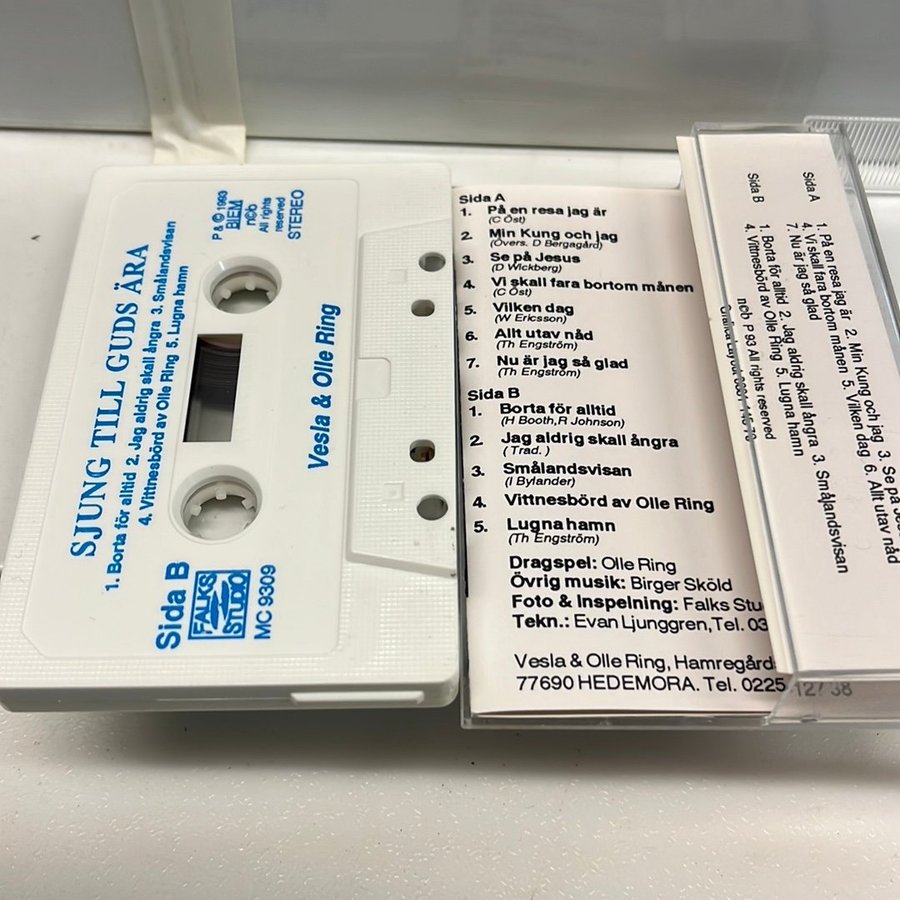 SJUNG TILL GUDS ÄRA
1. Borta för alltid 2. Jag aldrig skall ångra 3. Smålandsvisan
4. Vittnesbörd av Olle Ring 5. Lugna hamn
P & © 1993
BIEM
n©b
All rights
reserved
STEREO
Vesla & Olle Ring
Sida B
FALKS
STUDIO
MC 9309
Sida A
1. På en resa jag är
(C Öst)
2. Min Kung och jag
(Övers. D Bergagård)
3. Se på Jesus
(D Wickberg)
4. Vi skall fara bortom månen
(C Öst)
5. Vilken dag
(W Ericsson)
6. Allt utav nåd
(Th Engström)
7. Nu är jag så glad
(Th Engström)
Sida B
1. Borta för alltid
(H Booth,R Johnson)
2. Jag aldrig skall ångra
( Trad. )
3. Smålandsvisan
(I Bylander)
4. Vittnesbörd av Olle Ring
5. Lugna hamn
(Th Engström)
Dragspel: Olle Ring
Övrig musik: Birger Sköld
Foto & Inspelning: Falks Stu
Tekn.: Evan Ljunggren,Tel. 03
Vesla & Olle Ring, Hamregård
77690 HEDEMORA. Tel. 0225-127 38
Sida A
1. På en resa jag är 2. Min Kung och jag 3. Se på
4. Vi skall fara bortom månen 5. Vilken dag 6. Allt utav nåd
7. Nu är jag så glad
Sida B
1. Borta för alltid 2. Jag aldrig skall ångra 3. Smålandsvisan
4. Vittnesbörd av Olle Ring 5. Lugna hamn
ncb P 93 All rights reserved